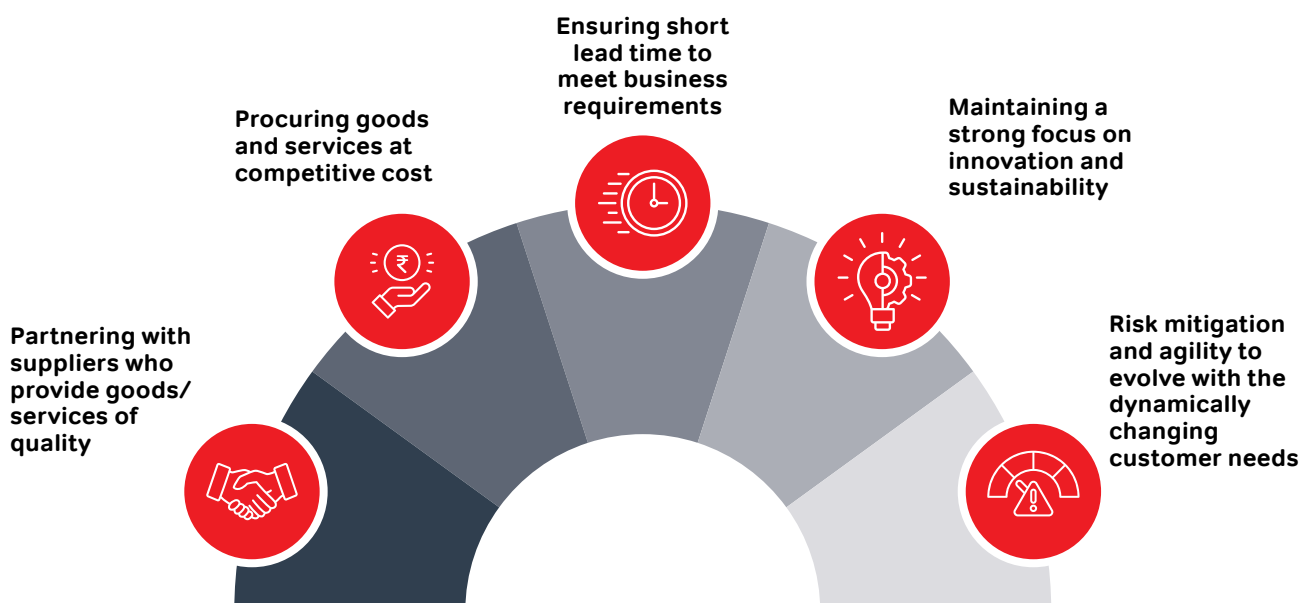 Partnering with
suppliers who
provide goods/
services of
quality
Procuring goods
and services at
competitive cost
₹
Ensuring short
lead time to
meet business
requirements
Maintaining a
strong focus on
innovation and
sustainability
Risk mitigation
and agility to
evolve with the
dynamically
changing
customer needs